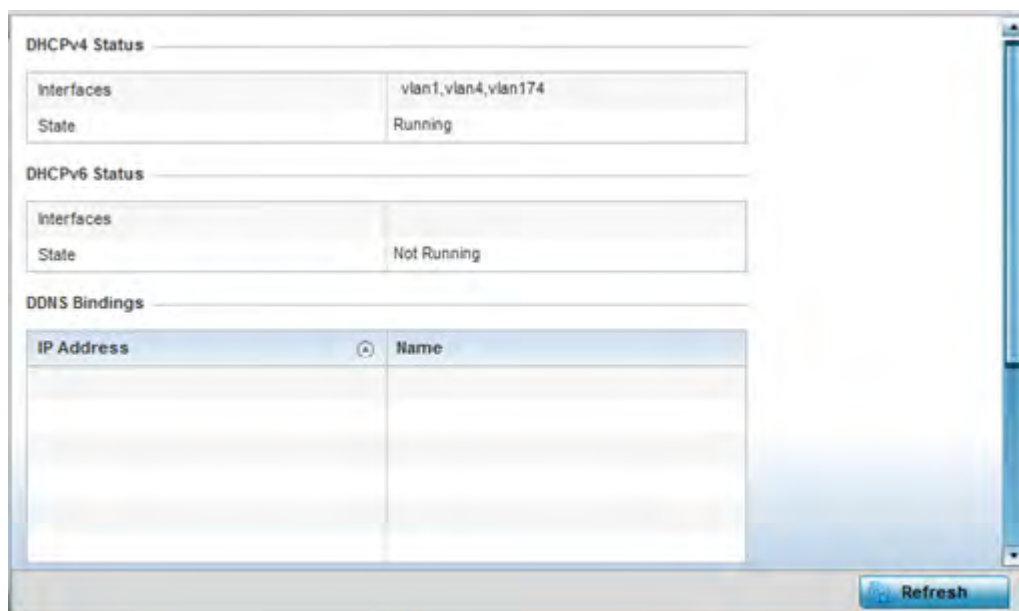 DHCPv4 Status
Interfaces vlan1,vlan4,vlan174
State Running
DHCPv6 Status
Interfaces
State Not Running
DDNS Bindings
IP Address Name
Refresh